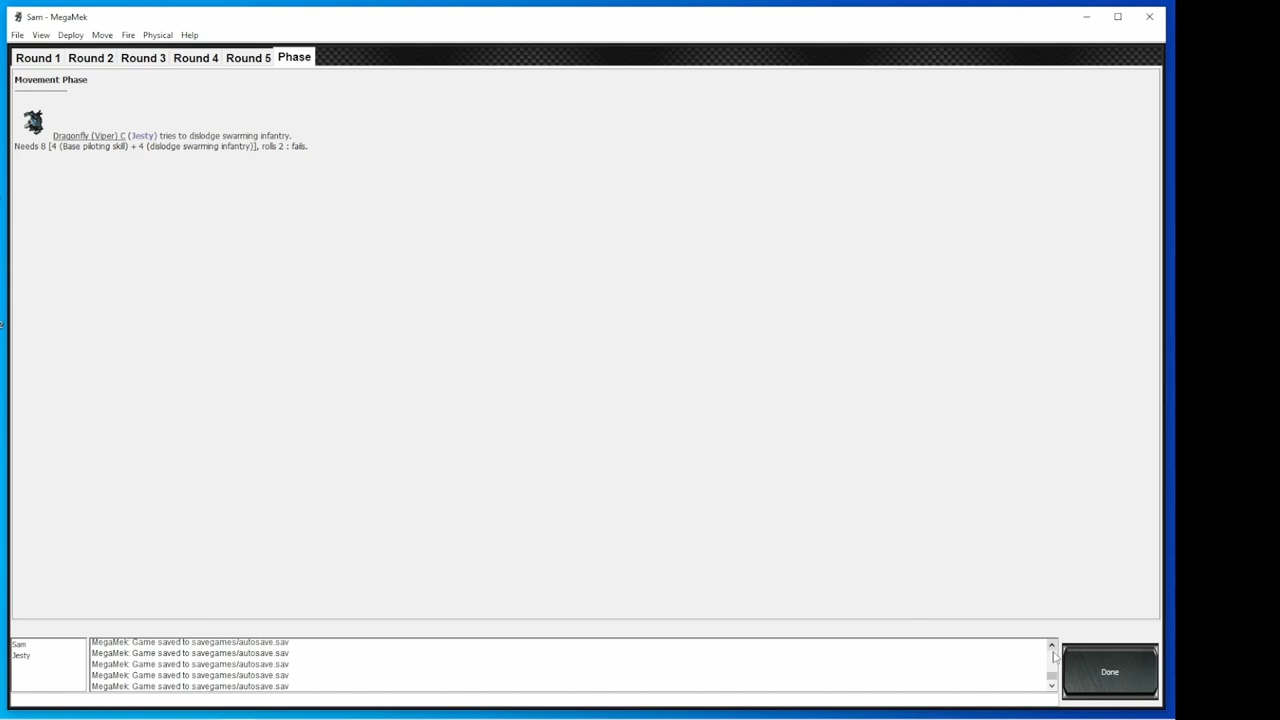 Sam - MegaMek
File View Deploy Move Fire Physical Help
Round 1 Round 2 Round 3 Round 4 Round 5 Phase
Movement Phase
--------------------
Dragonfly (Viper) C (Jesty) tries to dislodge swarming infantry.
Needs 8 [4 (Base piloting skill) + 4 (dislodge swarming infantry)], rolls 2 : fails.
Sam
Jesty
MegaMek: Game saved to savegames/autosave.sav
MegaMek: Game saved to savegames/autosave.sav
MegaMek: Game saved to savegames/autosave.sav
MegaMek: Game saved to savegames/autosave.sav
MegaMek: Game saved to savegames/autosave.sav
Done